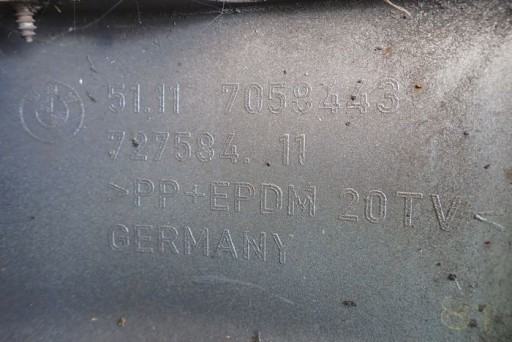 51.11 7058443
727584.11
>PP+EPDM 20TV<
GERMANY